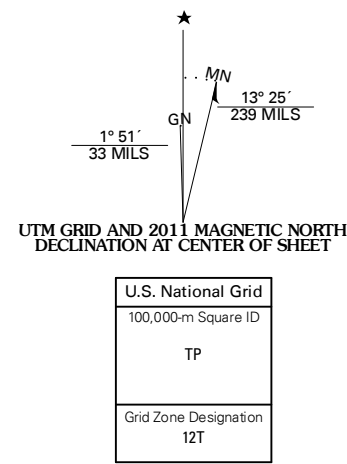 ★
MN
GN
13° 25´
239 MILS
1° 51´
33 MILS
UTM GRID AND 2011 MAGNETIC NORTH
DECLINATION AT CENTER OF SHEET
U.S. National Grid
100,000-m Square ID
TP
Grid Zone Designation
12T